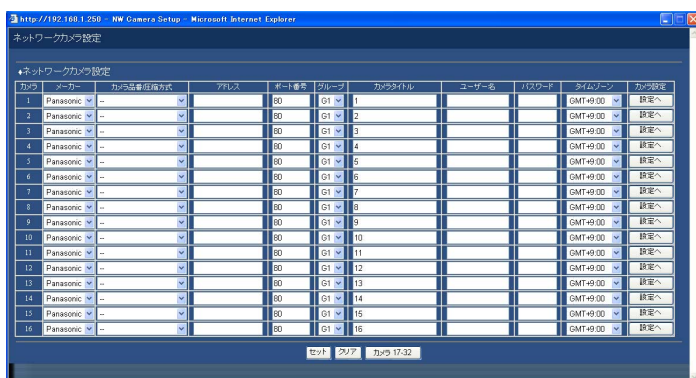 http://192.168.1.250 - NW Camera Setup - Microsoft Internet Explorer
ネットワークカメラ設定
♦ネットワークカメラ設定
カメラ メーカー カメラ品番/圧縮方式 アドレス ポート番号 グループ カメラタイトル ユーザー名 パスワード タイムゾーン カメラ設定
1 Panasonic -- 80 G1 1 GMT+9:00 設定へ
2 Panasonic -- 80 G1 2 GMT+9:00 設定へ
3 Panasonic -- 80 G1 3 GMT+9:00 設定へ
4 Panasonic -- 80 G1 4 GMT+9:00 設定へ
5 Panasonic -- 80 G1 5 GMT+9:00 設定へ
6 Panasonic -- 80 G1 6 GMT+9:00 設定へ
7 Panasonic -- 80 G1 7 GMT+9:00 設定へ
8 Panasonic -- 80 G1 8 GMT+9:00 設定へ
9 Panasonic -- 80 G1 9 GMT+9:00 設定へ
10 Panasonic -- 80 G1 10 GMT+9:00 設定へ
11 Panasonic -- 80 G1 11 GMT+9:00 設定へ
12 Panasonic -- 80 G1 12 GMT+9:00 設定へ
13 Panasonic -- 80 G1 13 GMT+9:00 設定へ
14 Panasonic -- 80 G1 14 GMT+9:00 設定へ
15 Panasonic -- 80 G1 15 GMT+9:00 設定へ
16 Panasonic -- 80 G1 16 GMT+9:00 設定へ
セット クリア カメラ 17-32